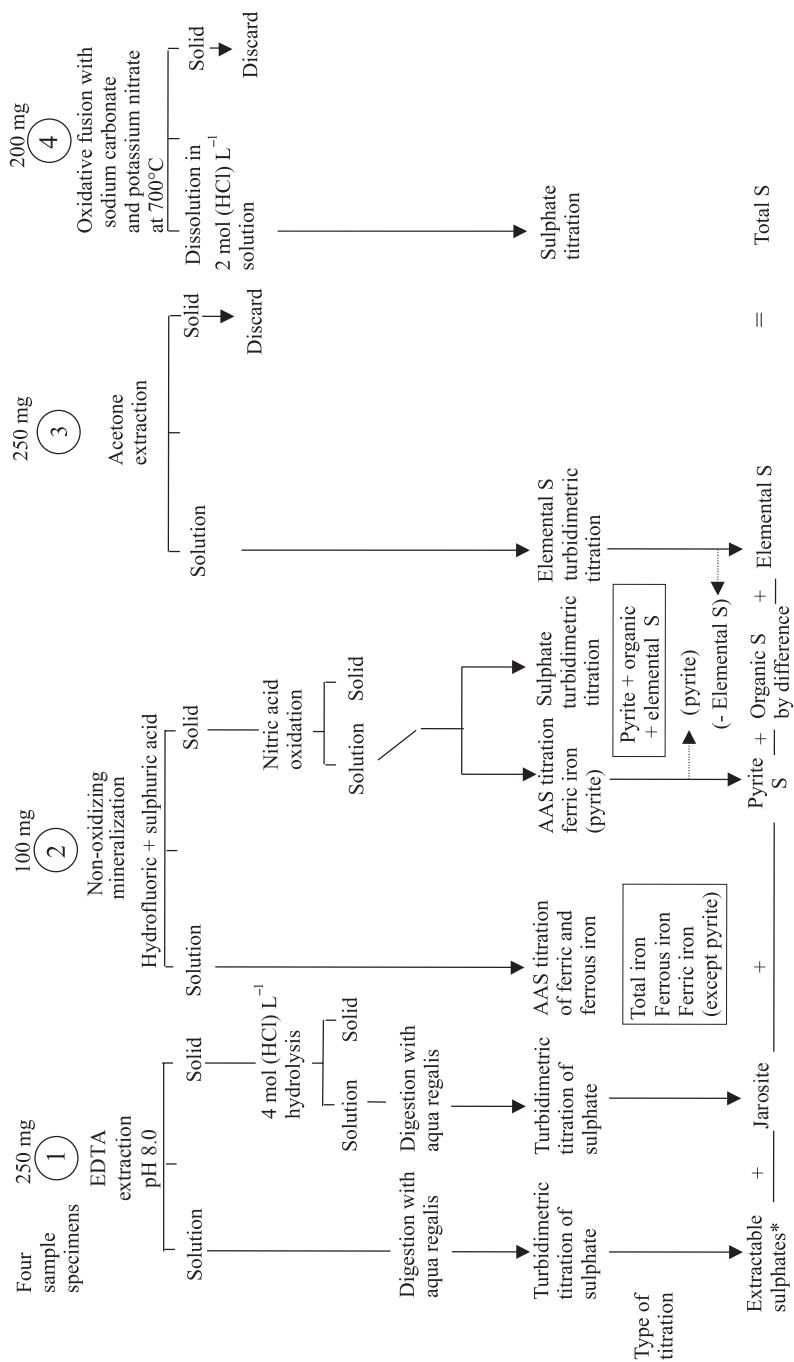 Four
sample
specimens
250 mg
1
EDTA
extraction
pH 8.0
Solution
Solid
4 mol (HCl) L⁻¹
hydrolysis
Solution
Solid
Digestion with
aqua regalis
Digestion with
aqua regalis
Turbidimetric
titration of
sulphate
Turbidimetric
titration of
sulphate
100 mg
2
Non-oxidizing
mineralization
Hydrofluoric + sulphuric acid
Solution
Solid
Nitric acid
oxidation
Solution
Solid
AAS titration
of ferric and
ferrous iron
AAS titration
ferric iron
(pyrite)
Sulphate
turbidimetric
titration
Total iron
Ferrous iron
Ferric iron
(except pyrite)
Pyrite + organic
+ elemental S
(pyrite)
(- Elemental S)
250 mg
3
Acetone
extraction
Solution
Solid
Discard
Elemental S
turbidimetric
titration
200 mg
4
Oxidative fusion with
sodium carbonate
and potassium nitrate
at 700°C
Dissolution in
2 mol (HCl) L⁻¹
solution
Solid
Discard
Sulphate
titration
Type of
titration
Extractable
sulphates*
+
Jarosite
+
Pyrite
S
+
Organic S
by difference
+
Elemental S
=
Total S